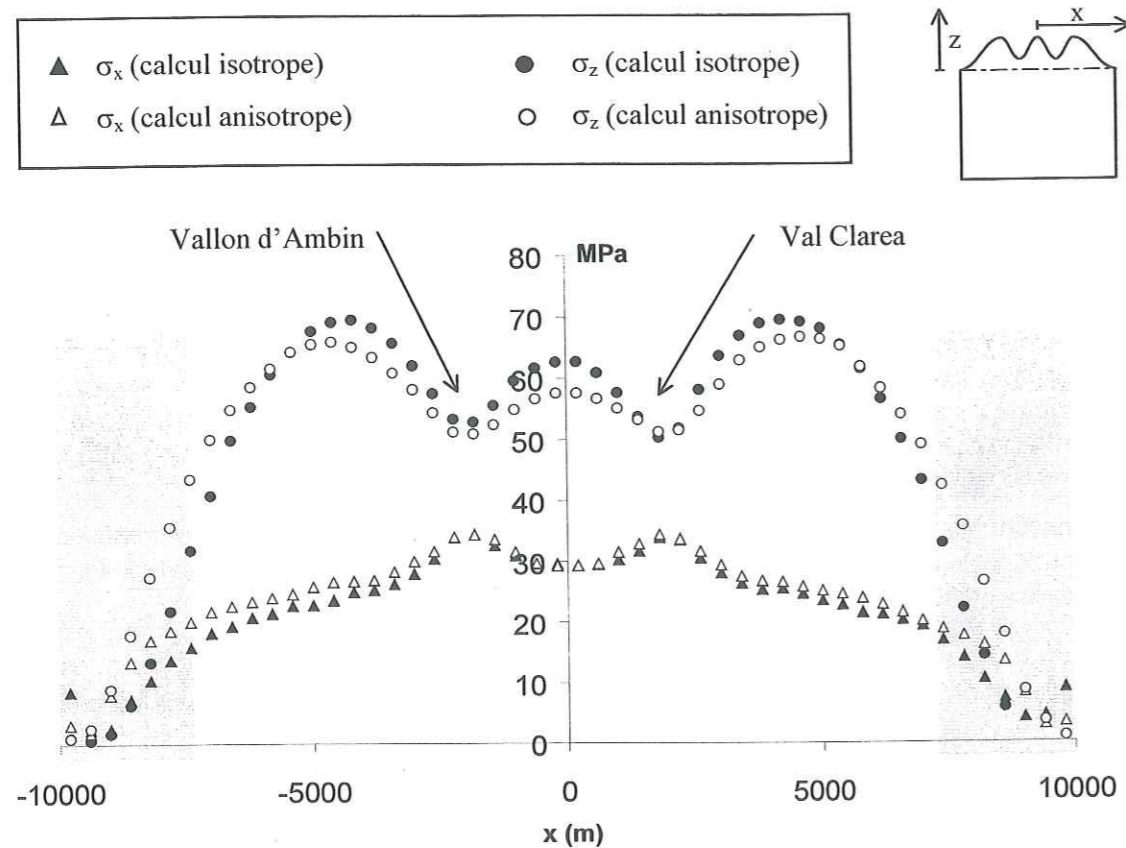 σx (calcul isotrope) σz (calcul isotrope)
σx (calcul anisotrope) σz (calcul anisotrope)
X
Z
Vallon d'Ambin
Val Clarea
MPa
80
70
60
50
40
30
20
10
0
-10000 -5000 0 5000 10000
x (m)